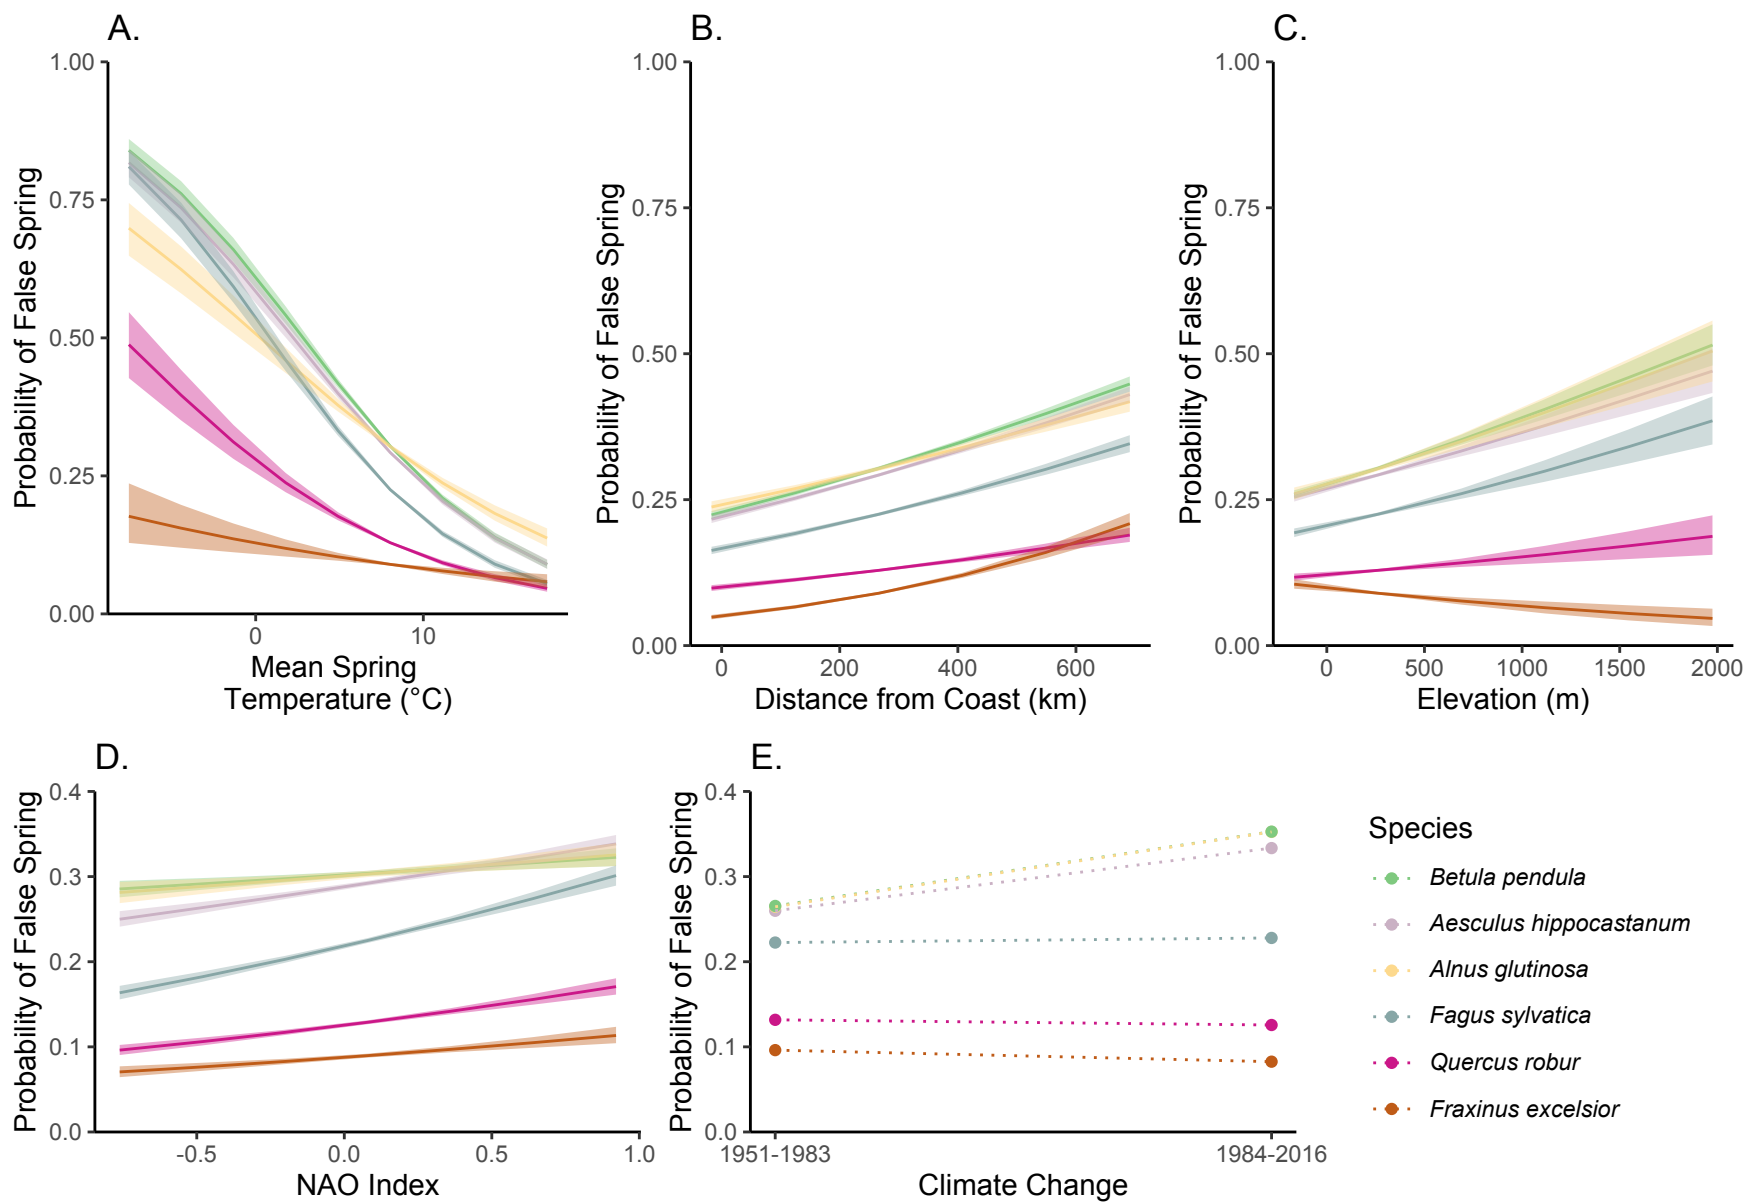 A.
1.00
0.75
0.50
0.25
0.00
Probability of False Spring
0
10
Mean Spring
Temperature (°C)
B.
1.00
0.75
0.50
0.25
0.00
Probability of False Spring
0
200
400
600
Distance from Coast (km)
C.
1.00
0.75
0.50
0.25
0.00
Probability of False Spring
0
500
1000
1500
2000
Elevation (m)
D.
0.4
0.3
0.2
0.1
0.0
Probability of False Spring
-0.5
0.0
0.5
1.0
NAO Index
E.
0.4
0.3
0.2
0.1
0.0
Probability of False Spring
1951-1983
1984-2016
Climate Change
Species
Betula pendula
Aesculus hippocastanum
Alnus glutinosa
Fagus sylvatica
Quercus robur
Fraxinus excelsior